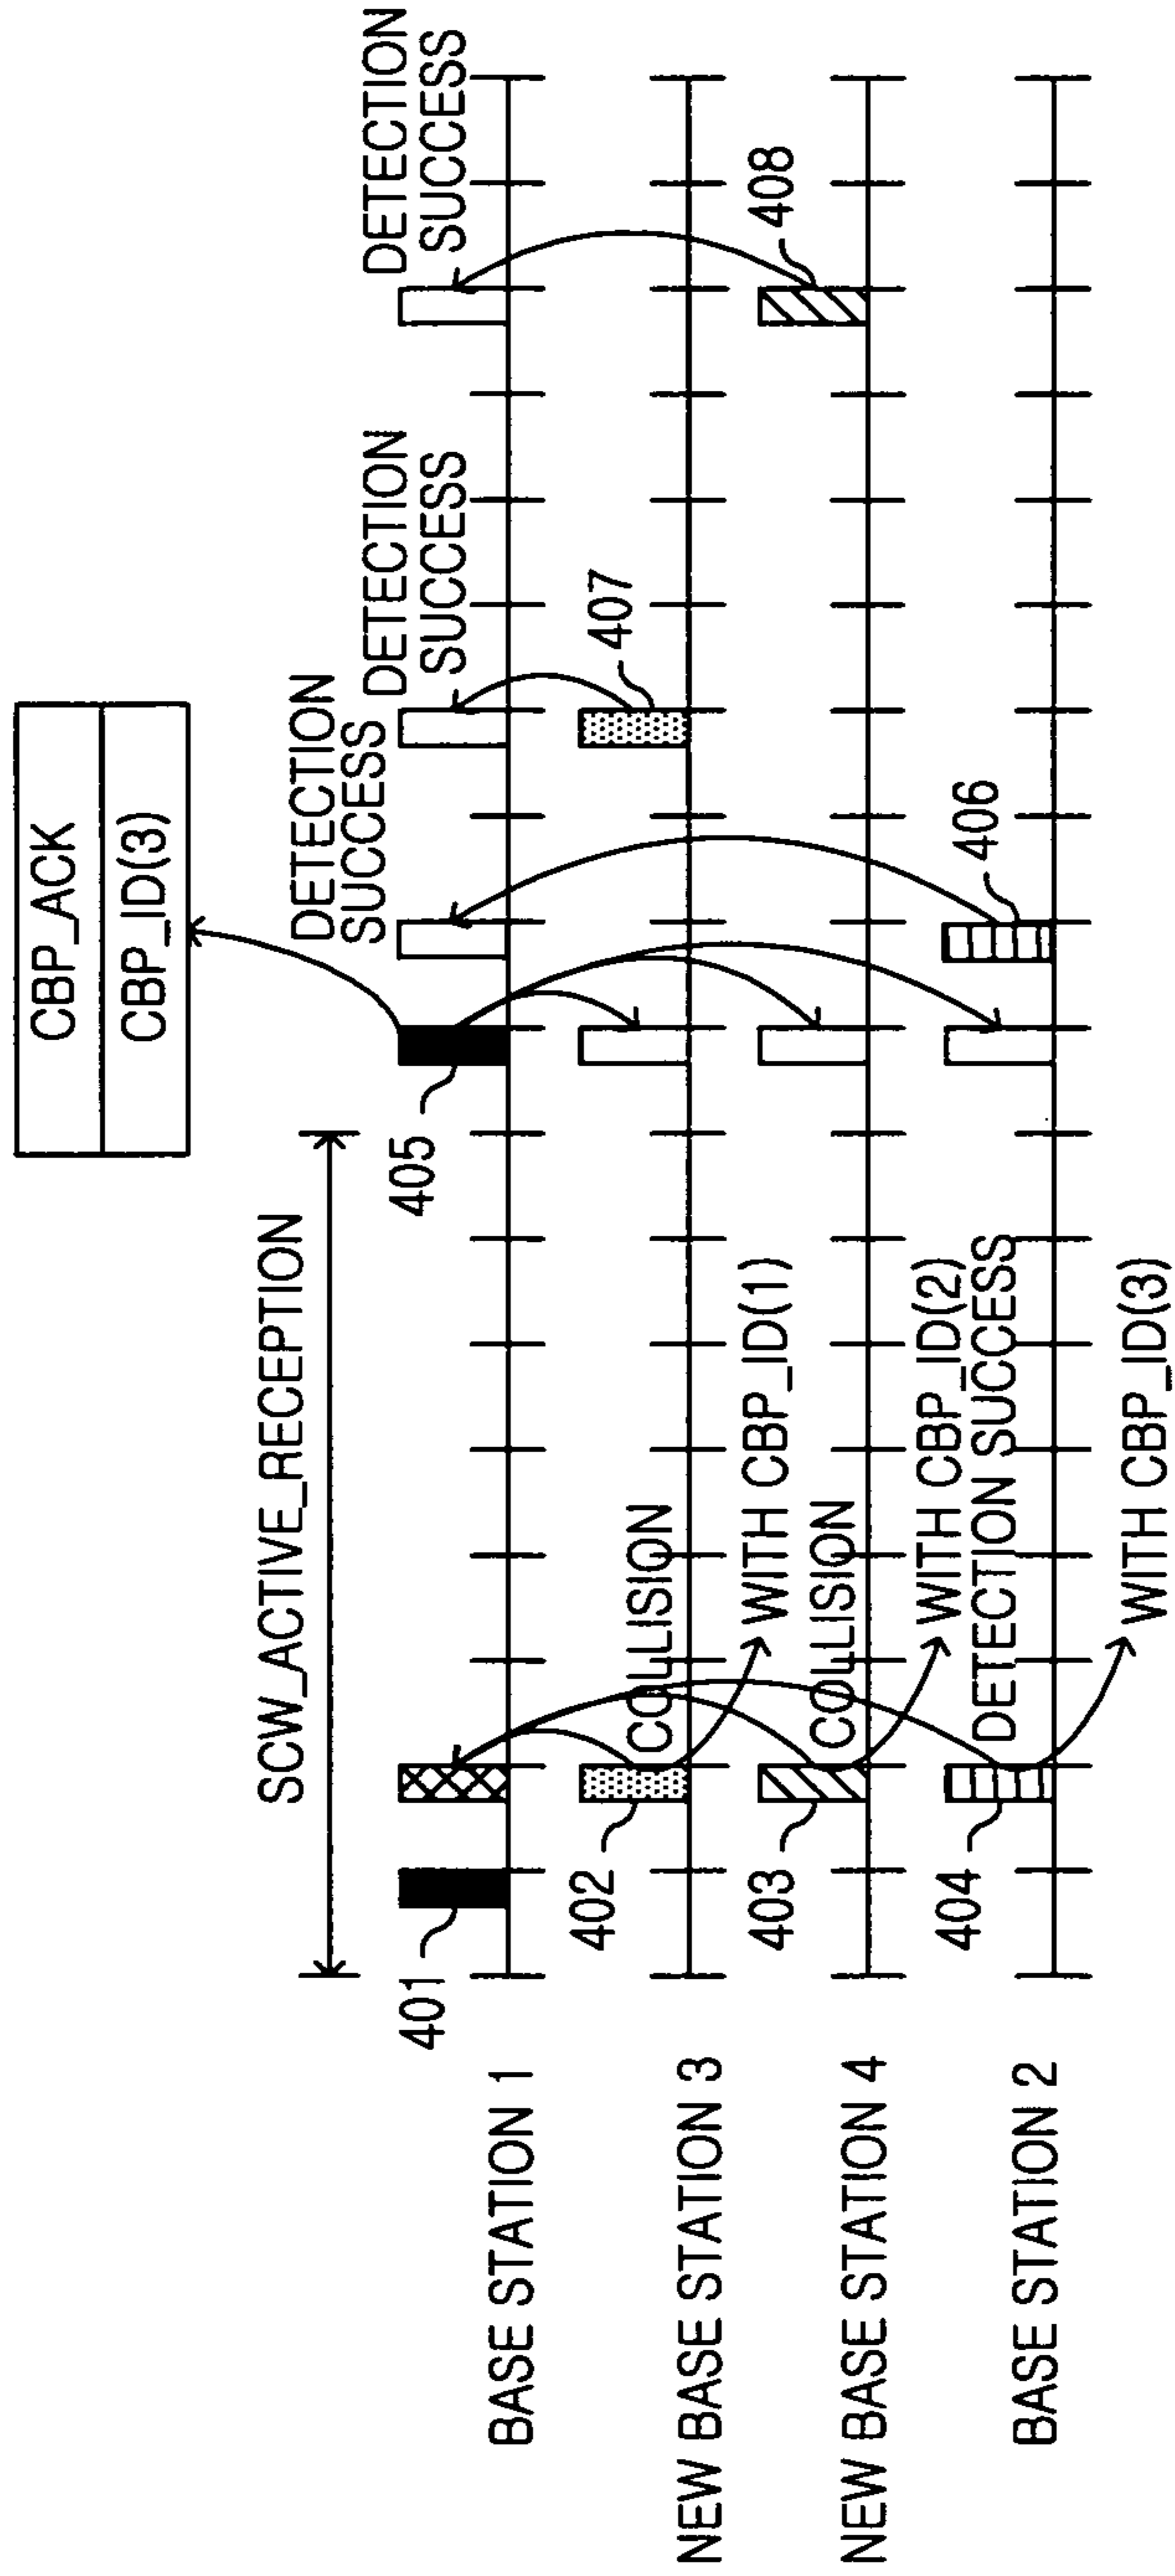 CBP_ACK
CBP_ID(3)
SCW_ACTIVE_RECEPTION
DETECTION
SUCCESS
DETECTION
SUCCESS
DETECTION
SUCCESS
401
405
BASE STATION 1
402
COLLISION
407
NEW BASE STATION 3
WITH CBP_ID(1)
403
COLLISION
408
NEW BASE STATION 4
WITH CBP_ID(2)
404
DETECTION SUCCESS
406
BASE STATION 2
WITH CBP_ID(3)